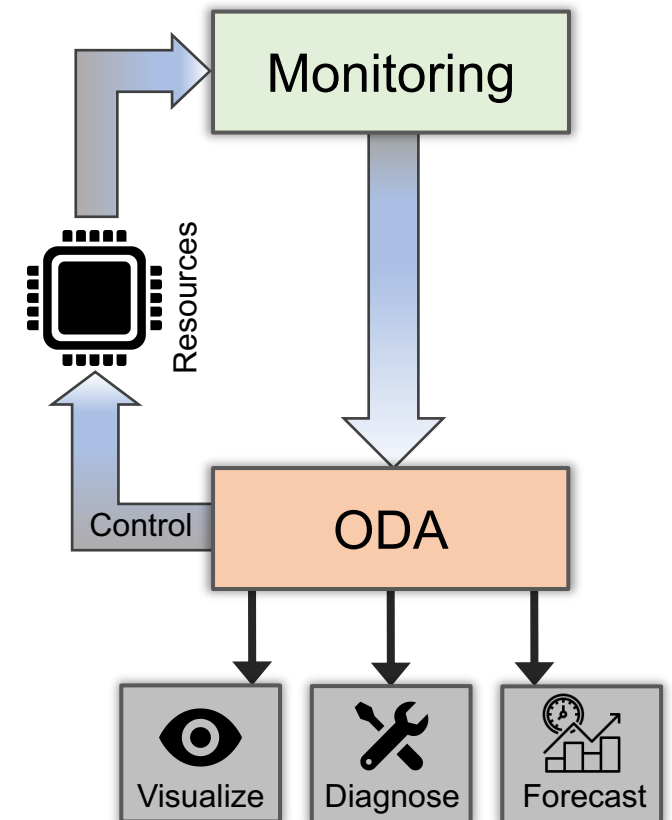 Monitoring
Resources
Control
ODA
Visualize
Diagnose
Forecast